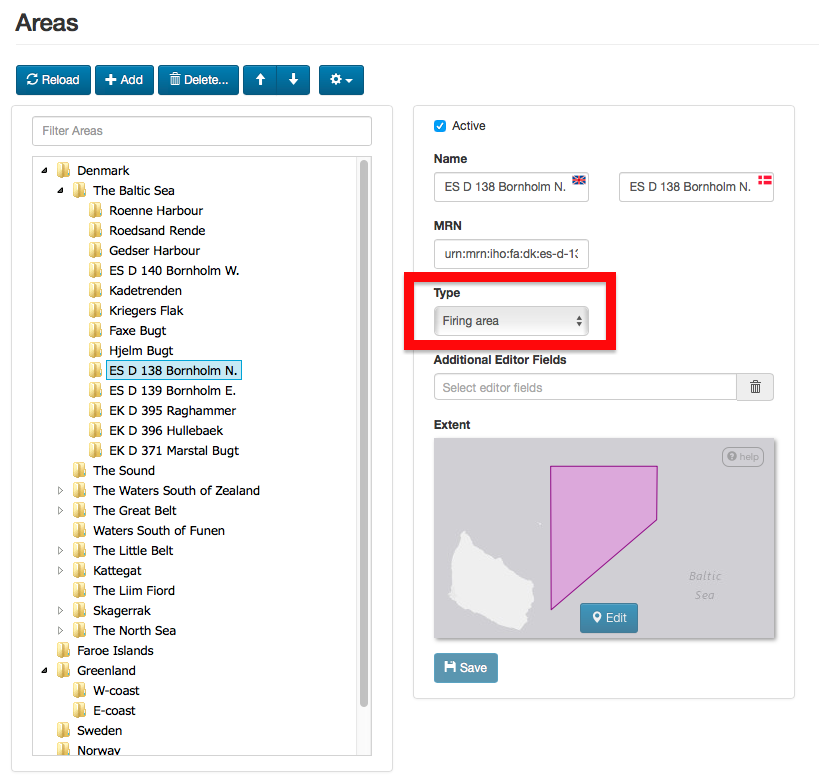 Areas
Reload
Add
Delete...
Filter Areas
Denmark
The Baltic Sea
Roenne Harbour
Roedsand Rende
Gedser Harbour
ES D 140 Bornholm W.
Kadetrenden
Kriegers Flak
Faxe Bugt
Hjelm Bugt
ES D 138 Bornholm N.
ES D 139 Bornholm E.
EK D 395 Raghammer
EK D 396 Hullebaek
EK D 371 Marstal Bugt
The Sound
The Waters South of Zealand
The Great Belt
Waters South of Funen
The Little Belt
Kattegat
The Liim Fiord
Skagerrak
The North Sea
Faroe Islands
Greenland
W-coast
E-coast
Sweden
Norway
Active
Name
ES D 138 Bornholm N.
ES D 138 Bornholm N.
MRN
urn:mrn:iho:fa:dk:es-d-13
Type
Firing area
Additional Editor Fields
Select editor fields
Extent
help
Baltic
Sea
Edit
Save